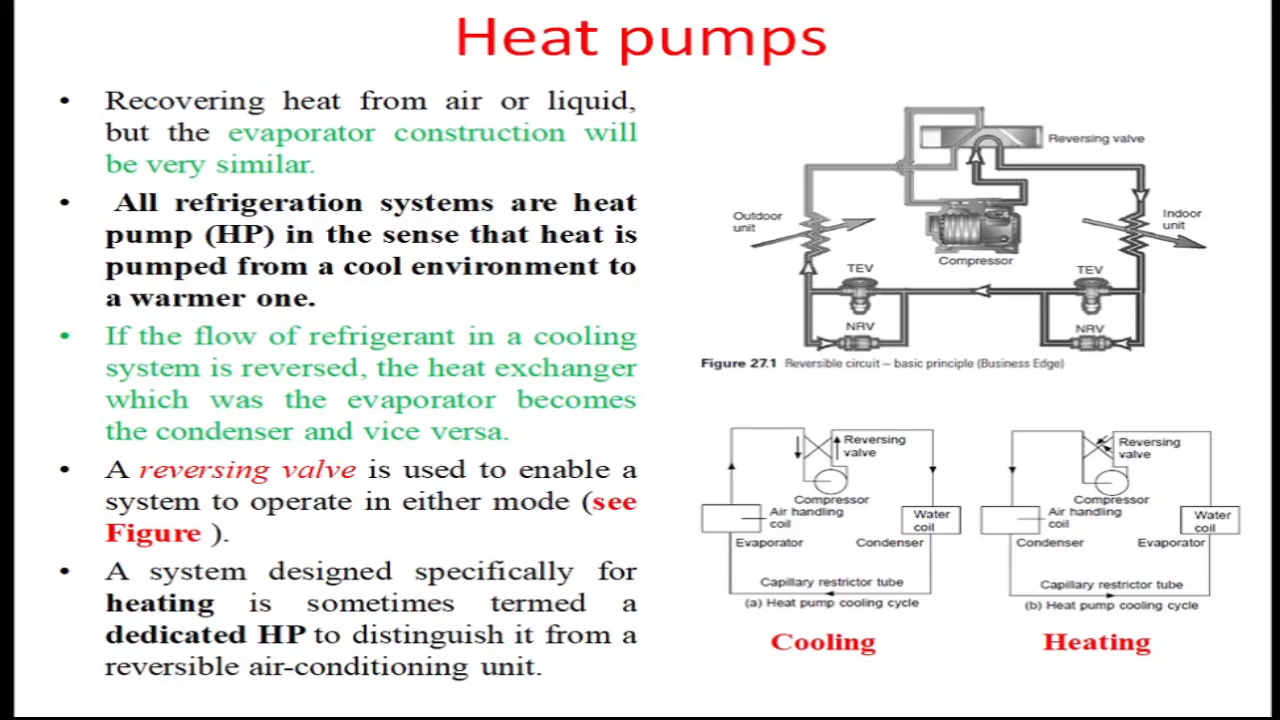 Heat pumps
• Recovering heat from air or liquid,
but the evaporator construction will
be very similar.
• All refrigeration systems are heat
pump (HP) in the sense that heat is
pumped from a cool environment to
a warmer one.
• If the flow of refrigerant in a cooling
system is reversed, the heat exchanger
which was the evaporator becomes
the condenser and vice versa.
• A reversing valve is used to enable a
system to operate in either mode (see
Figure ).
• A system designed specifically for
heating is sometimes termed a
dedicated HP to distinguish it from a
reversible air-conditioning unit.
Reversing valve
Outdoor
unit
Indoor
unit
Compressor
TEV
TEV
NRV
NRV
Figure 27.1 Reversible circuit – basic principle (Business Edge)
Reversing
valve
Compressor
Air handling
coil
Water
coil
Evaporator
Condenser
Capillary restrictor tube
(a) Heat pump cooling cycle
Cooling
Reversing
valve
Compressor
Air handling
coil
Water
coil
Condenser
Evaporator
Capillary restrictor tube
(b) Heat pump cooling cycle
Heating